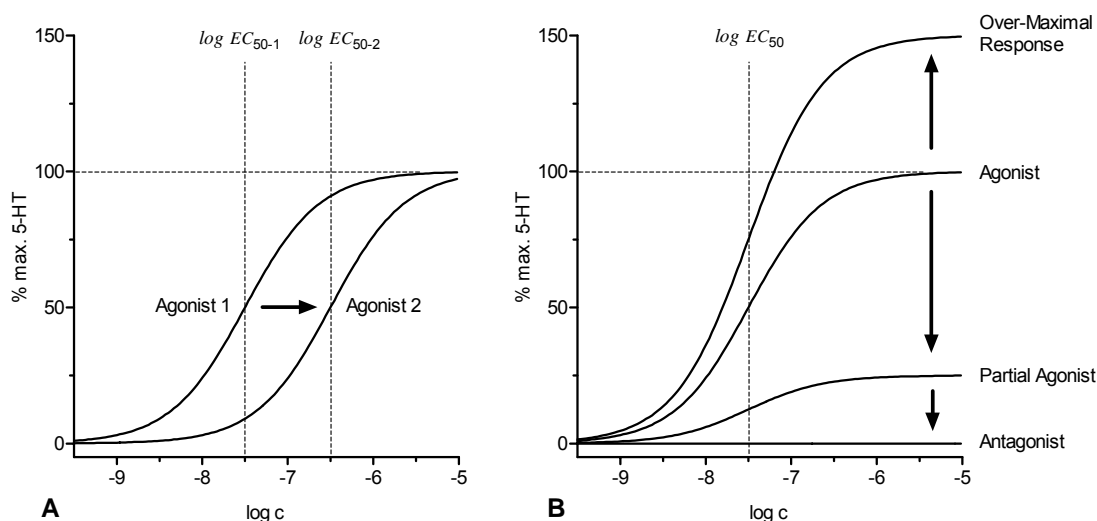 150
100
50
0
% max. 5-HT
log EC50-1
log EC50-2
Agonist 1
Agonist 2
-9
-8
-7
-6
-5
log c
A
150
100
50
0
% max. 5-HT
log EC50
Over-Maximal
Response
Agonist
Partial Agonist
Antagonist
-9
-8
-7
-6
-5
log c
B